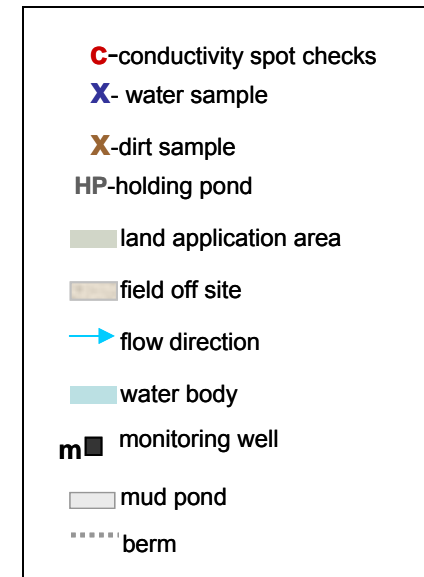 C-conductivity spot checks
X- water sample
X-dirt sample
HP-holding pond
land application area
field off site
flow direction
water body
m monitoring well
mud pond
berm